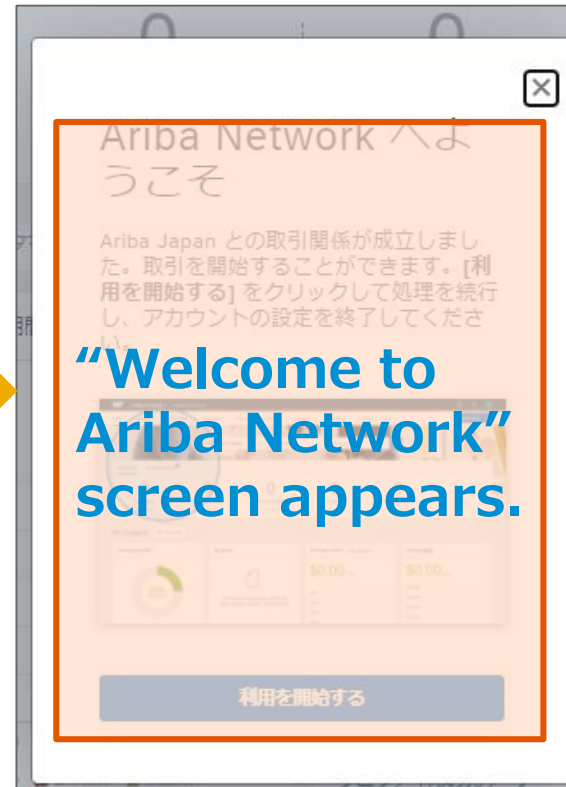 Ariba Network へよ
うこそ
Ariba Japan との取引関係が成立しまし
た。取引を開始することができます。[利
用を開始する] をクリックして処理を続行
し、アカウントの設定を終了してくださ
い。
“Welcome to
Ariba Network”
screen appears.
$0.00
$0.00
利用を開始する